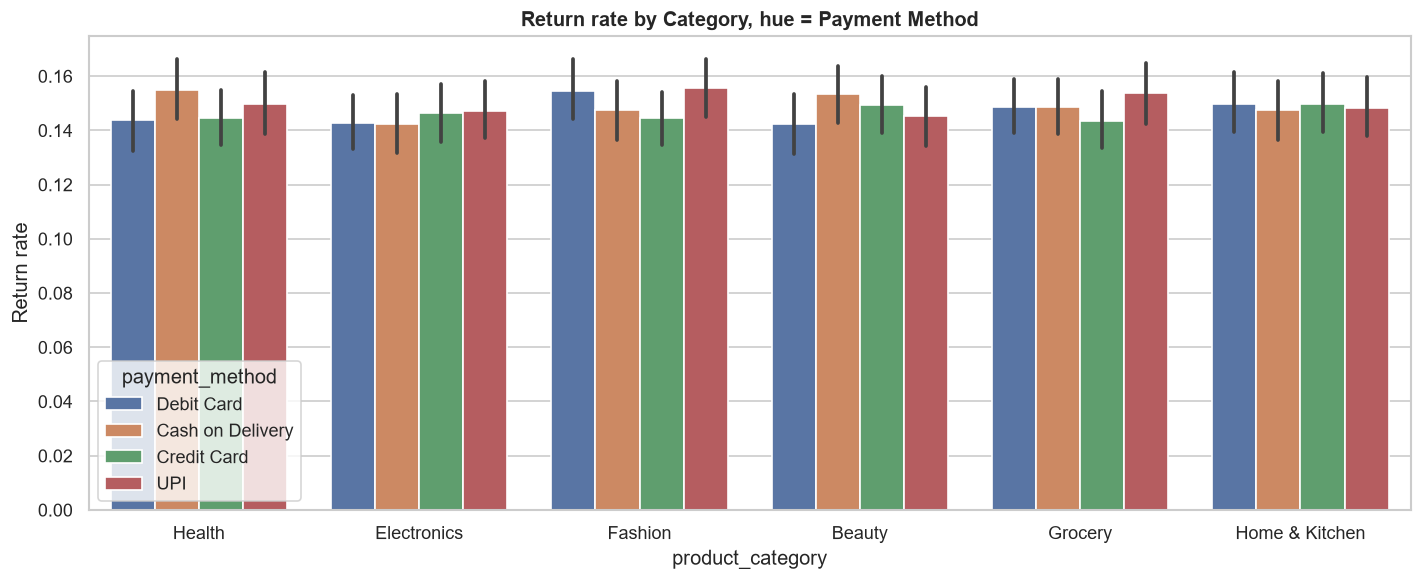 Return rate by Category, hue = Payment Method
Return rate
0.16
0.14
0.12
0.10
0.08
0.06
0.04
0.02
0.00
payment_method
Debit Card
Cash on Delivery
Credit Card
UPI
Health Electronics Fashion Beauty Grocery Home & Kitchen
product_category